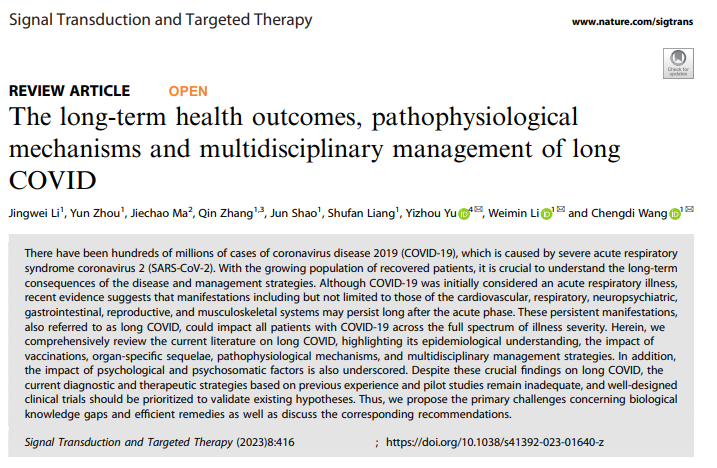 Signal Transduction and Targeted Therapy
www.nature.com/sigtrans
Check for
updates
REVIEW ARTICLE OPEN
The long-term health outcomes, pathophysiological
mechanisms and multidisciplinary management of long
COVID
Jingwei Li1, Yun Zhou1, Jiechao Ma2, Qin Zhang1,3, Jun Shao1, Shufan Liang1, Yizhou Yu iD 4✉, Weimin Li iD 1✉ and Chengdi Wang iD 1✉
There have been hundreds of millions of cases of coronavirus disease 2019 (COVID-19), which is caused by severe acute respiratory
syndrome coronavirus 2 (SARS-CoV-2). With the growing population of recovered patients, it is crucial to understand the long-term
consequences of the disease and management strategies. Although COVID-19 was initially considered an acute respiratory illness,
recent evidence suggests that manifestations including but not limited to those of the cardiovascular, respiratory, neuropsychiatric,
gastrointestinal, reproductive, and musculoskeletal systems may persist long after the acute phase. These persistent manifestations,
also referred to as long COVID, could impact all patients with COVID-19 across the full spectrum of illness severity. Herein, we
comprehensively review the current literature on long COVID, highlighting its epidemiological understanding, the impact of
vaccinations, organ-specific sequelae, pathophysiological mechanisms, and multidisciplinary management strategies. In addition,
the impact of psychological and psychosomatic factors is also underscored. Despite these crucial findings on long COVID, the
current diagnostic and therapeutic strategies based on previous experience and pilot studies remain inadequate, and well-designed
clinical trials should be prioritized to validate existing hypotheses. Thus, we propose the primary challenges concerning biological
knowledge gaps and efficient remedies as well as discuss the corresponding recommendations.
Signal Transduction and Targeted Therapy (2023)8:416 ; https://doi.org/10.1038/s41392-023-01640-z